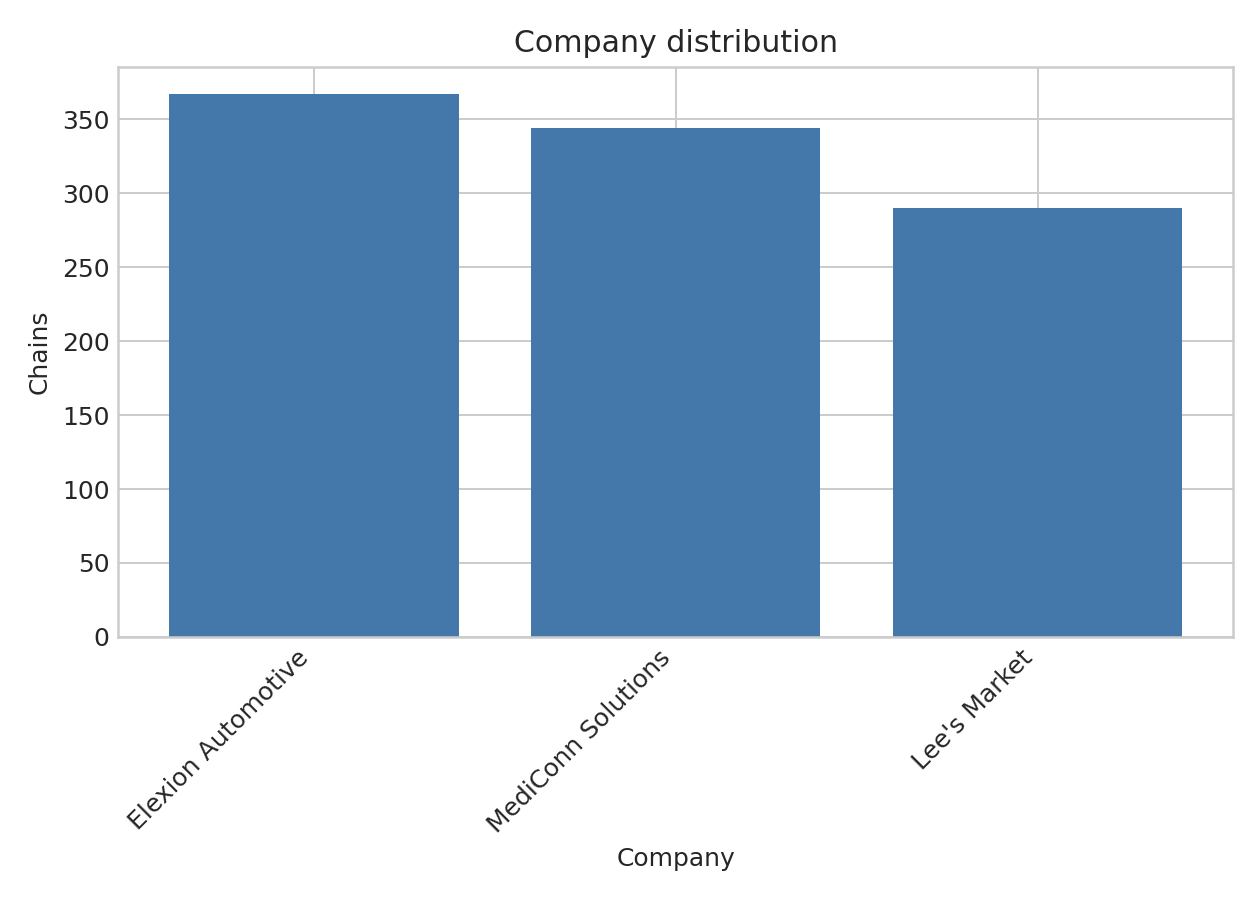 Company distribution
350
300
250
200
150
100
50
0
Chains
Elexion Automotive
MediConn Solutions
Lee's Market
Company